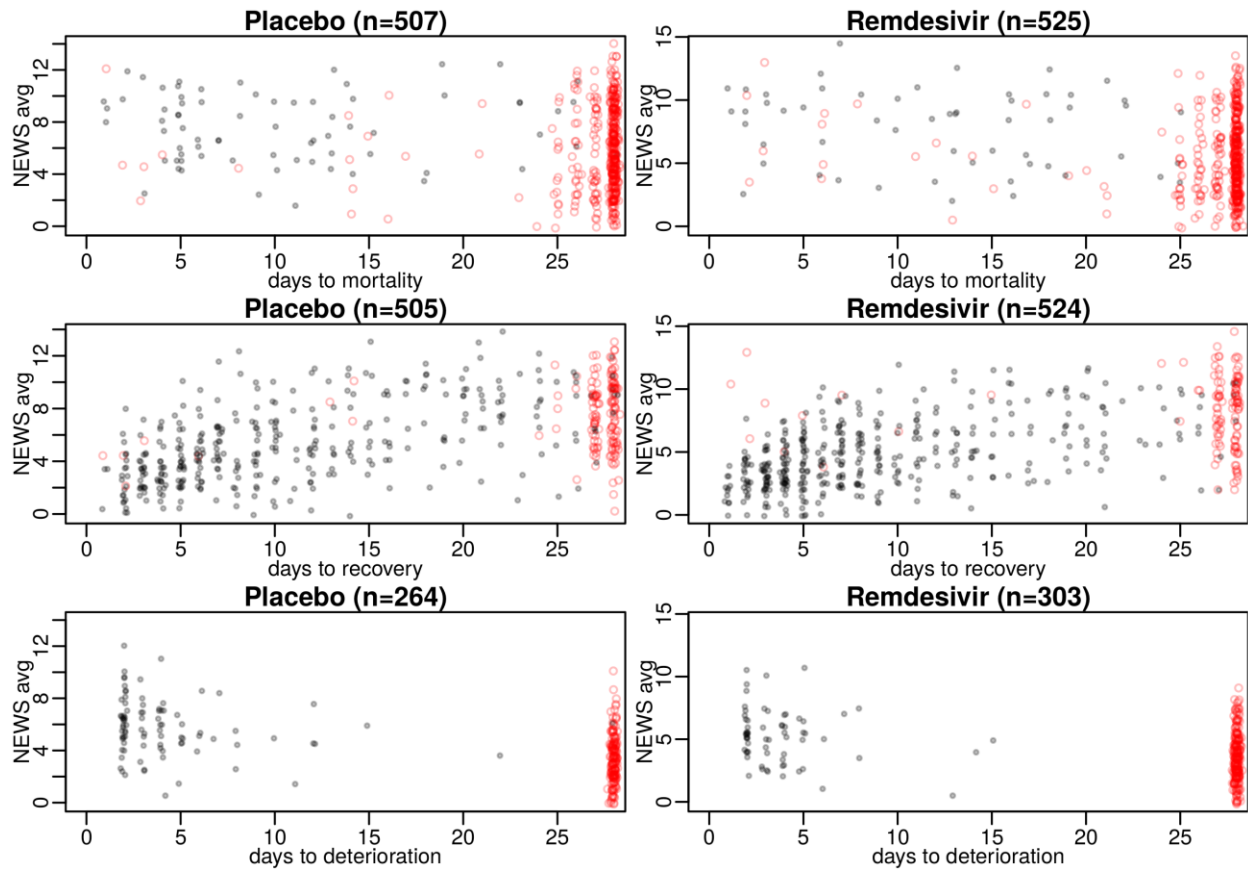 Placebo (n=507)
NEWS avg
0 4 8 12
0 5 10 15 20 25
days to mortality
Remdesivir (n=525)
NEWS avg
0 5 10 15
0 5 10 15 20 25
days to mortality
Placebo (n=505)
NEWS avg
0 4 8 12
0 5 10 15 20 25
days to recovery
Remdesivir (n=524)
NEWS avg
0 5 10 15
0 5 10 15 20 25
days to recovery
Placebo (n=264)
NEWS avg
0 4 8 12
0 5 10 15 20 25
days to deterioration
Remdesivir (n=303)
NEWS avg
0 5 10 15
0 5 10 15 20 25
days to deterioration